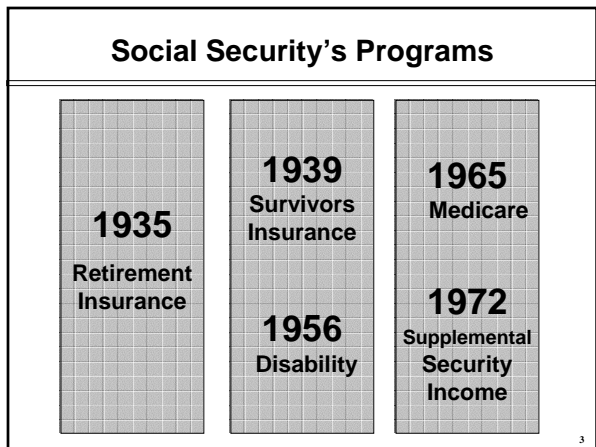 Social Security's Programs
1935
Retirement
Insurance
1939
Survivors
Insurance
1956
Disability
1965
Medicare
1972
Supplemental
Security
Income
3